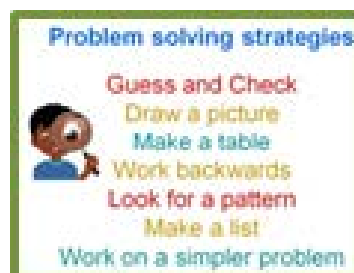 Problem solving strategies
Guess and Check
Draw a picture
Make a table
Work backwards
Look for a pattern
Make a list
Work on a simpler problem